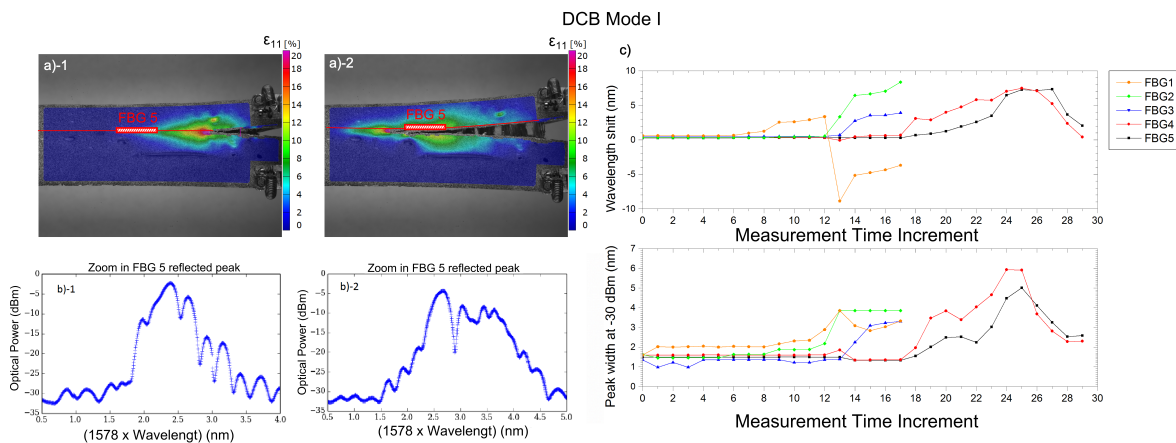 DCB Mode I
ε11 [%]
a)-1
FBG 5
20 %
18 %
16 %
14 %
12 %
10 %
8 %
6 %
4 %
2 %
0 %
ε11 [%]
a)-2
FBG 5
20 %
18 %
16 %
14 %
12 %
10 %
8 %
6 %
4 %
2 %
0 %
c)
Wavelength shift (nm)
10
5
0
-5
-10
0 2 4 6 8 10 12 14 16 18 20 22 24 26 28 30
Measurement Time Increment
FBG1
FBG2
FBG3
FBG4
FBG5
Zoom in FBG 5 reflected peak
b)-1
Optical Power (dBm)
0
−5
−10
−15
−20
−25
−30
−35
0.5 1.0 1.5 2.0 2.5 3.0 3.5 4.0
(1578 x Wavelengt) (nm)
Zoom in FBG 5 reflected peak
b)-2
Optical Power (dBm)
0
−5
−10
−15
−20
−25
−30
−35
0.5 1.0 1.5 2.0 2.5 3.0 3.5 4.0 4.5 5.0
(1578 x Wavelengt) (nm)
Peak width at -30 dBm (nm)
7
6
5
4
3
2
1
0
0 2 4 6 8 10 12 14 16 18 20 22 24 26 28 30
Measurement Time Increment